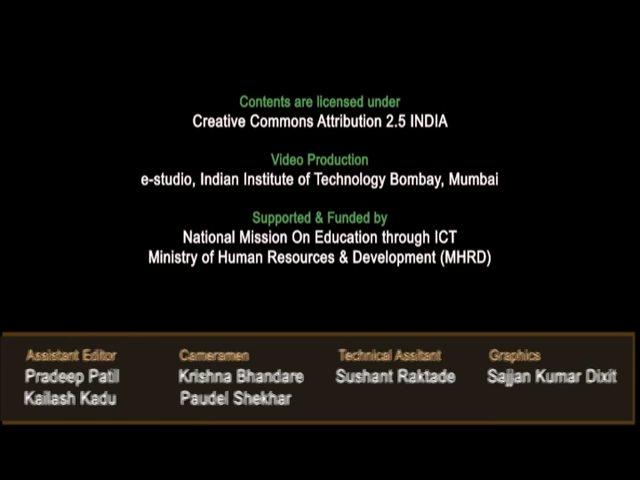 Contents are licensed under
Creative Commons Attribution 2.5 INDIA
Video Production
e-studio, Indian Institute of Technology Bombay, Mumbai
Supported & Funded by
National Mission On Education through ICT
Ministry of Human Resources & Development (MHRD)
Assistant Editor Cameramen Technical Assitant Graphics
Pradeep Patil Krishna Bhandare Sushant Raktade Sajjan Kumar Dixit
Kailash Kadu Paudel Shekhar